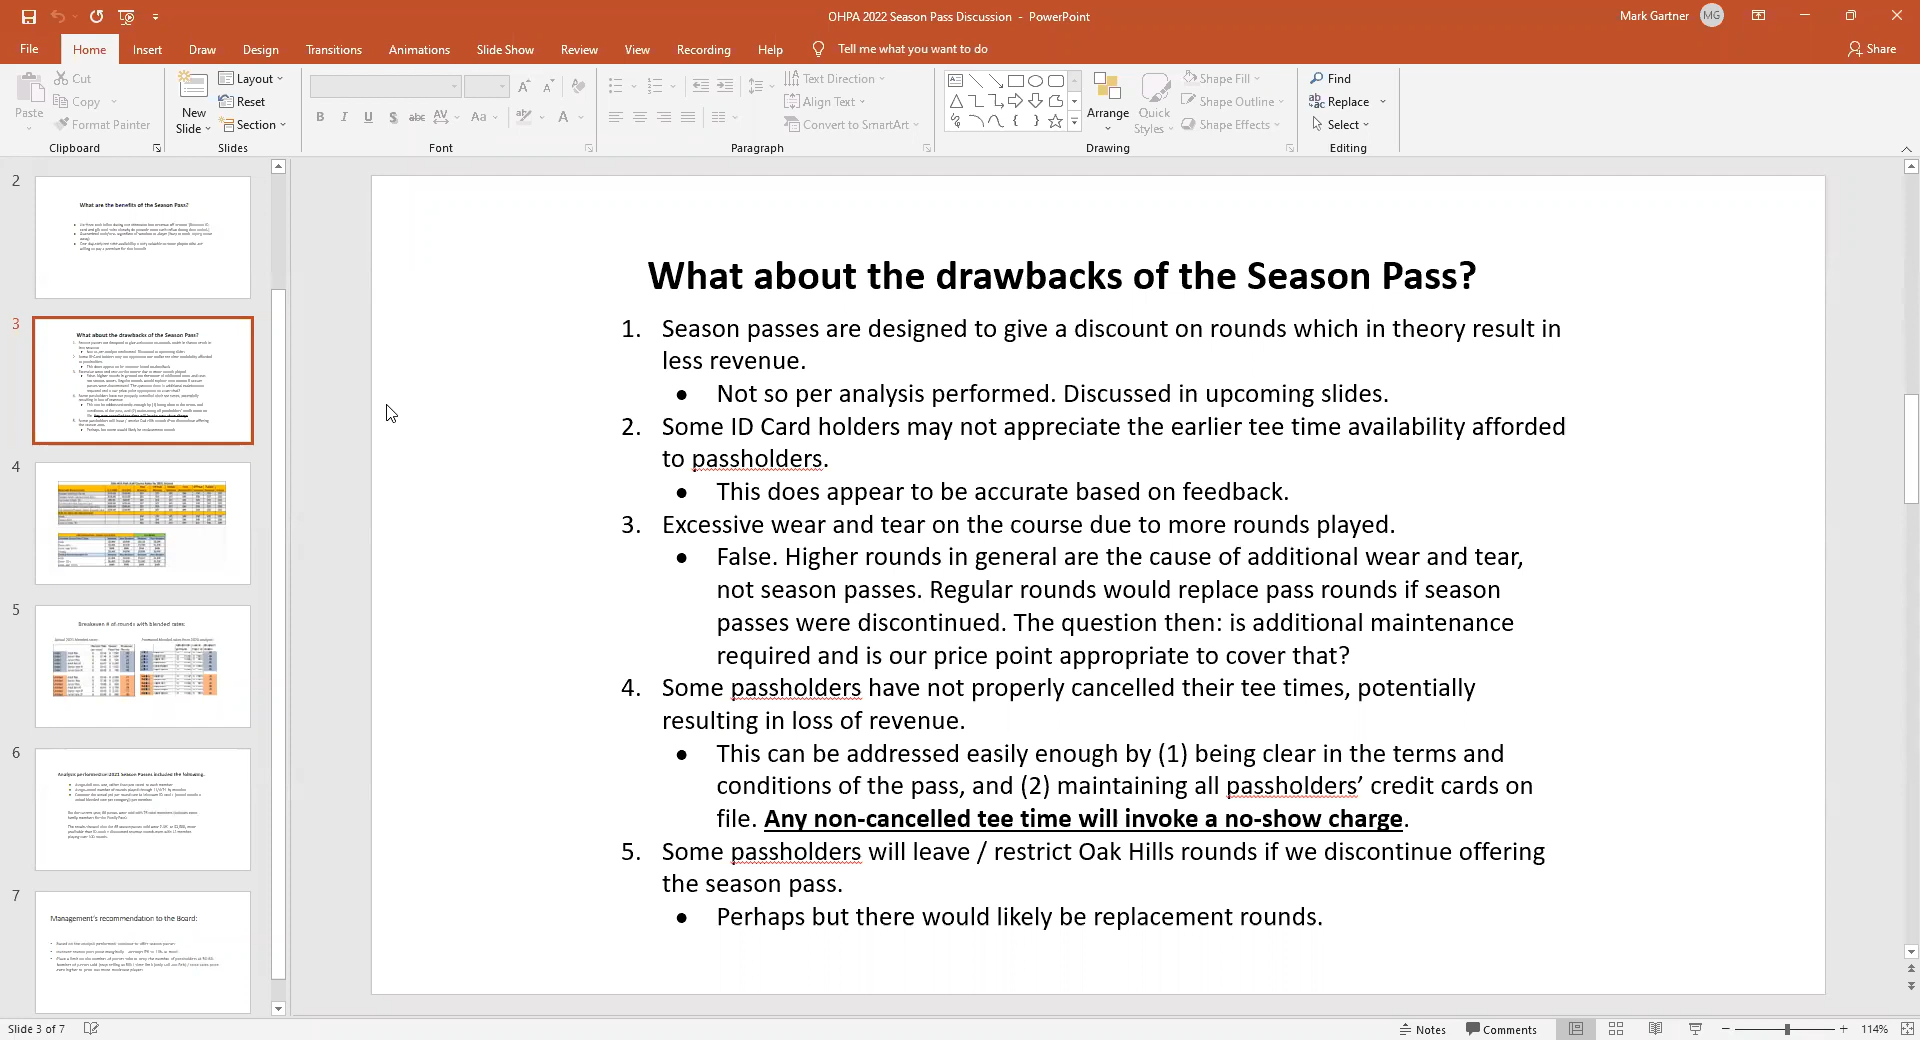 OHPA 2022 Season Pass Discussion - PowerPoint
Mark Gartner MG
File Home Insert Draw Design Transitions Animations Slide Show Review View Recording Help Tell me what you want to do Share
Paste
Cut
Copy
Format Painter
Clipboard
New Slide
Layout
Reset
Section
Slides
B I U S abc AV Aa A
Font
Text Direction
Align Text
Convert to SmartArt
Paragraph
Arrange
Quick Styles
Shape Fill
Shape Outline
Shape Effects
Drawing
Find
Replace
Select
Editing
2
What are the benefits of the Season Pass?
3
What about the drawbacks of the Season Pass?
4
5
Breakeven # of rounds with blended rates:
6
Analysis performed on 2021 Season Passes included the following:
7
Management's recommendation to the Board:
What about the drawbacks of the Season Pass?
1. Season passes are designed to give a discount on rounds which in theory result in
less revenue.
● Not so per analysis performed. Discussed in upcoming slides.
2. Some ID Card holders may not appreciate the earlier tee time availability afforded
to passholders.
● This does appear to be accurate based on feedback.
3. Excessive wear and tear on the course due to more rounds played.
● False. Higher rounds in general are the cause of additional wear and tear,
not season passes. Regular rounds would replace pass rounds if season
passes were discontinued. The question then: is additional maintenance
required and is our price point appropriate to cover that?
4. Some passholders have not properly cancelled their tee times, potentially
resulting in loss of revenue.
● This can be addressed easily enough by (1) being clear in the terms and
conditions of the pass, and (2) maintaining all passholders’ credit cards on
file. Any non-cancelled tee time will invoke a no-show charge.
5. Some passholders will leave / restrict Oak Hills rounds if we discontinue offering
the season pass.
● Perhaps but there would likely be replacement rounds.
Slide 3 of 7
Notes Comments 114%